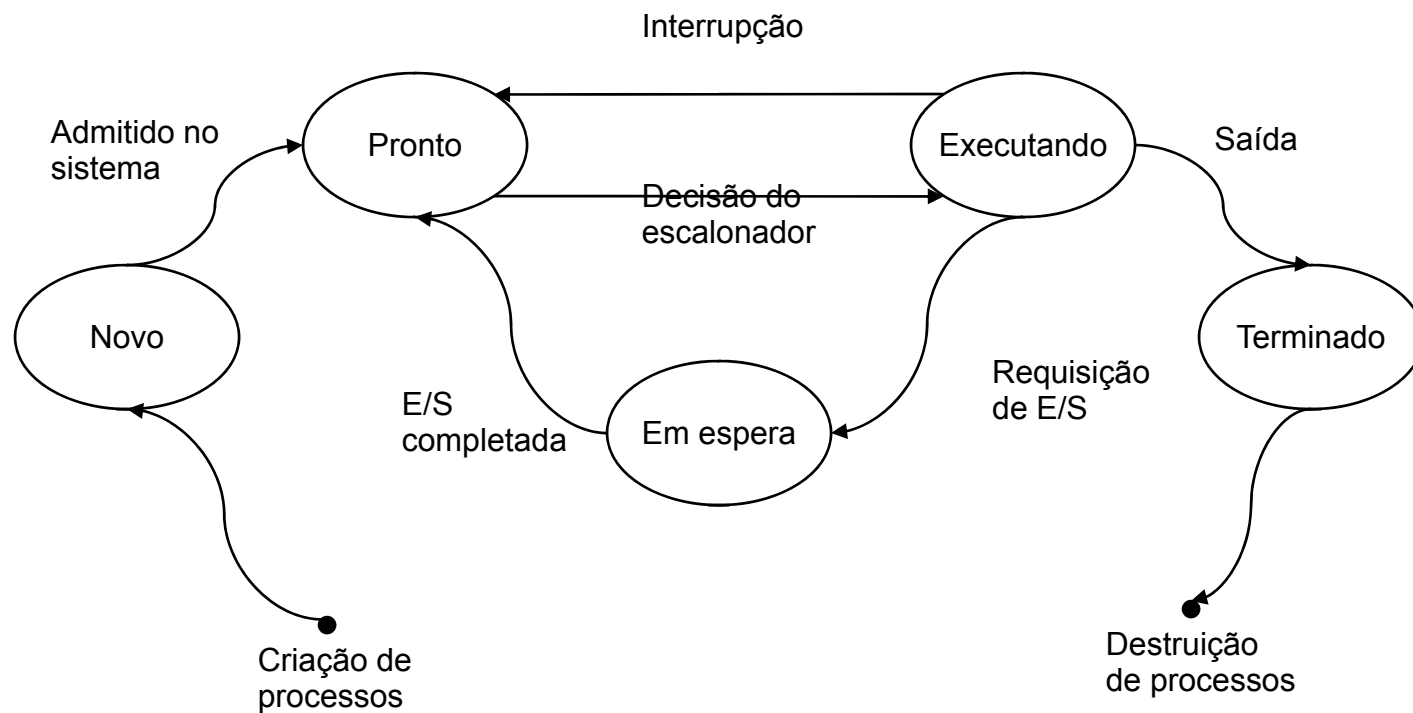 Interrupção
Admitido no
sistema
Pronto
Executando
Saída
Decisão do
escalonador
Novo
Terminado
E/S
completada
Em espera
Requisição
de E/S
Criação de
processos
Destruição
de processos